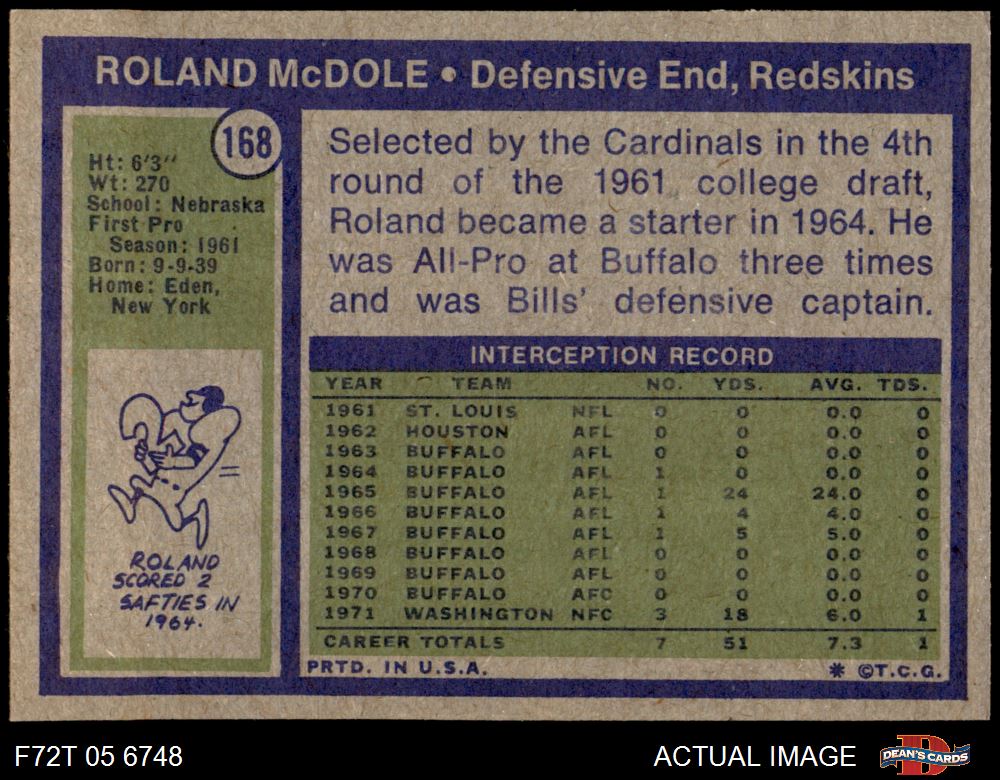 ROLAND McDOLE • Defensive End, Redskins
168
Ht: 6'3''
Wt: 270
School: Nebraska
First Pro
Season: 1961
Born: 9-9-39
Home: Eden,
New York
Selected by the Cardinals in the 4th
round of the 1961 college draft,
Roland became a starter in 1964. He
was All-Pro at Buffalo three times
and was Bills' defensive captain.
ROLAND
SCORED 2
SAFTIES IN
1964.
INTERCEPTION RECORD
YEAR TEAM NO. YDS. AVG. TDS.
1961 ST. LOUIS NFL 0 0 0.0 0
1962 HOUSTON AFL 0 0 0.0 0
1963 BUFFALO AFL 0 0 0.0 0
1964 BUFFALO AFL 1 0 0.0 0
1965 BUFFALO AFL 1 24 24.0 0
1966 BUFFALO AFL 1 4 4.0 0
1967 BUFFALO AFL 1 5 5.0 0
1968 BUFFALO AFL 0 0 0.0 0
1969 BUFFALO AFL 0 0 0.0 0
1970 BUFFALO AFC 0 0 0.0 0
1971 WASHINGTON NFC 3 18 6.0 1
CAREER TOTALS 7 51 7.3 1
PRTD. IN U.S.A. * ©T.C.G.
F72T 05 6748 ACTUAL IMAGE DEAN'S CARDS